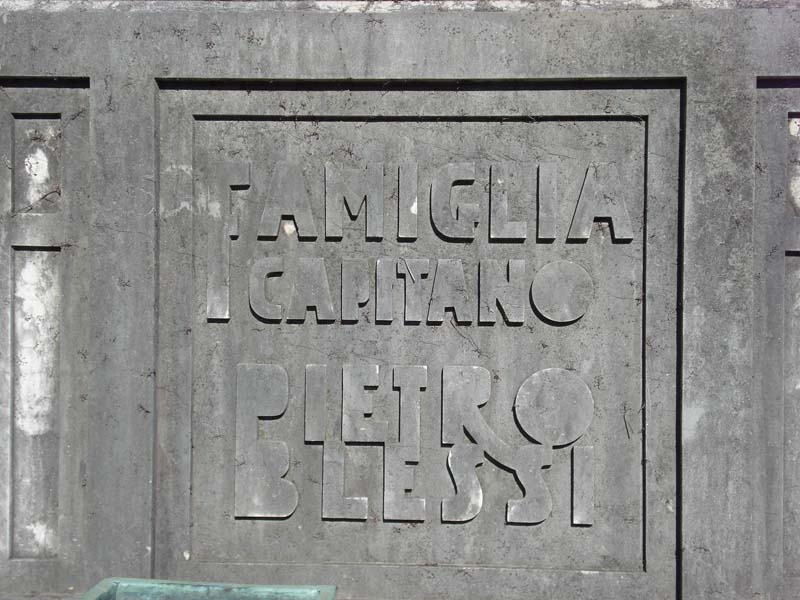 FAMIGLIA
CAPITANO
PIETRO
BLESSI